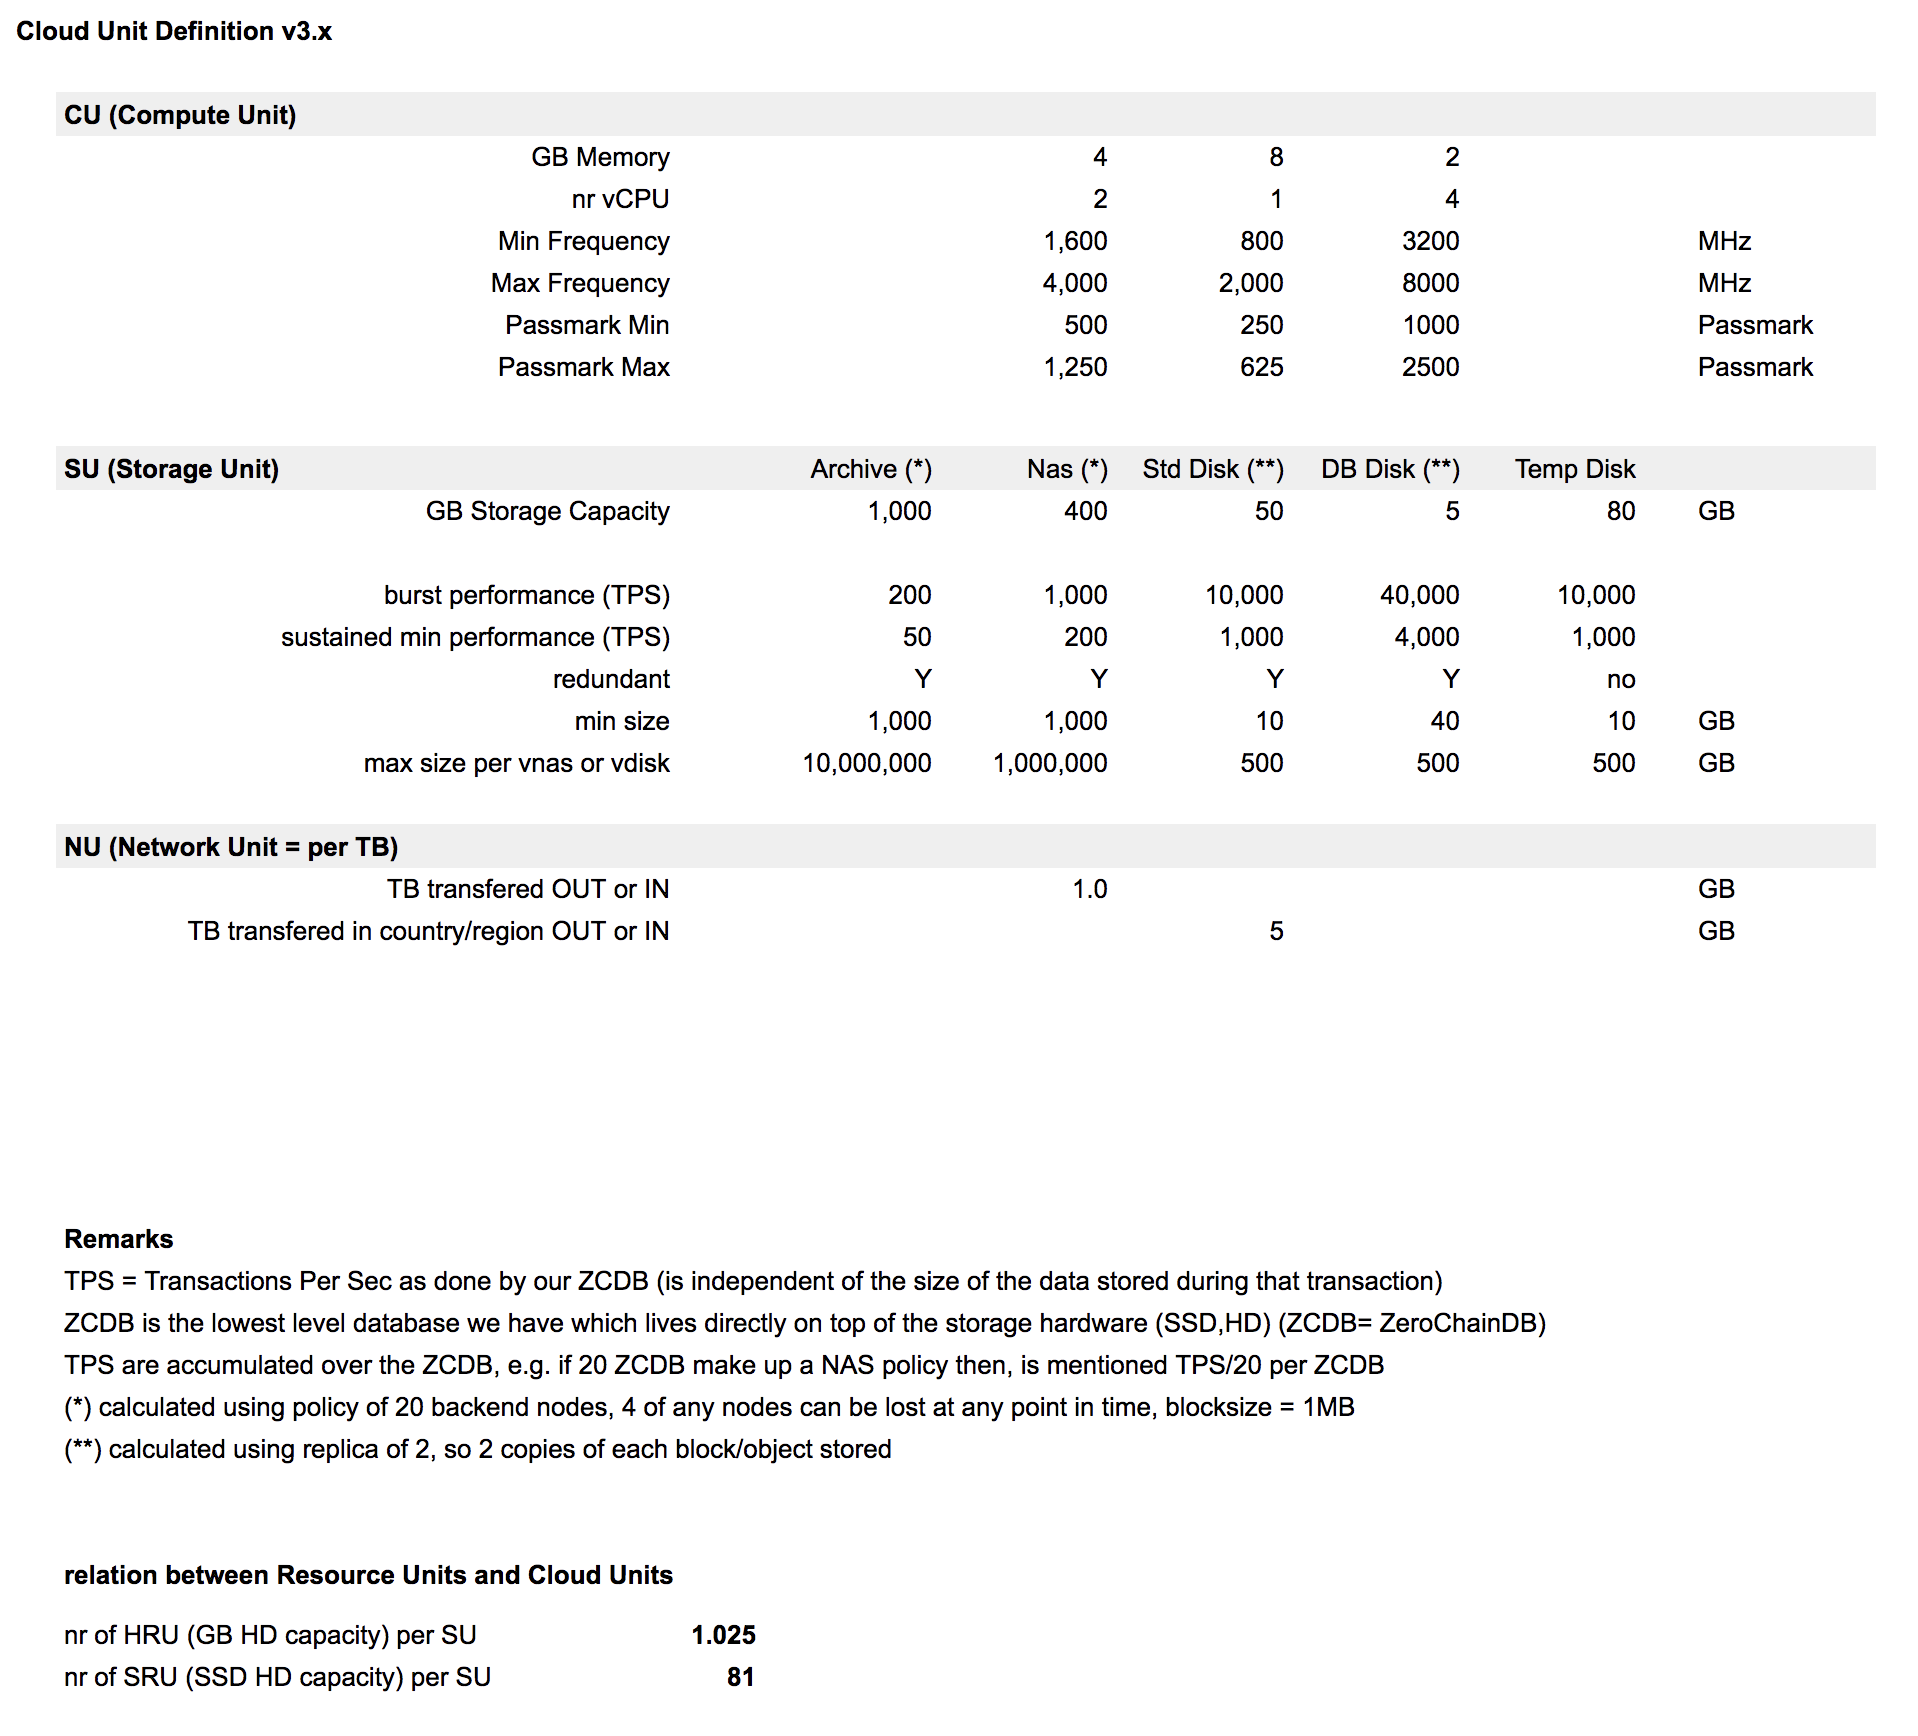 Cloud Unit Definition v3.x
CU (Compute Unit)
GB Memory 4 8 2
nr vCPU 2 1 4
Min Frequency 1,600 800 3200 MHz
Max Frequency 4,000 2,000 8000 MHz
Passmark Min 500 250 1000 Passmark
Passmark Max 1,250 625 2500 Passmark
SU (Storage Unit) Archive (*) Nas (*) Std Disk (**) DB Disk (**) Temp Disk
GB Storage Capacity 1,000 400 50 5 80 GB
burst performance (TPS) 200 1,000 10,000 40,000 10,000
sustained min performance (TPS) 50 200 1,000 4,000 1,000
redundant Y Y Y Y no
min size 1,000 1,000 10 40 10 GB
max size per vnas or vdisk 10,000,000 1,000,000 500 500 500 GB
NU (Network Unit = per TB)
TB transfered OUT or IN 1.0 GB
TB transfered in country/region OUT or IN 5 GB
Remarks
TPS = Transactions Per Sec as done by our ZCDB (is independent of the size of the data stored during that transaction)
ZCDB is the lowest level database we have which lives directly on top of the storage hardware (SSD,HD) (ZCDB= ZeroChainDB)
TPS are accumulated over the ZCDB, e.g. if 20 ZCDB make up a NAS policy then, is mentioned TPS/20 per ZCDB
(*) calculated using policy of 20 backend nodes, 4 of any nodes can be lost at any point in time, blocksize = 1MB
(**) calculated using replica of 2, so 2 copies of each block/object stored
relation between Resource Units and Cloud Units
nr of HRU (GB HD capacity) per SU 1.025
nr of SRU (SSD HD capacity) per SU 81